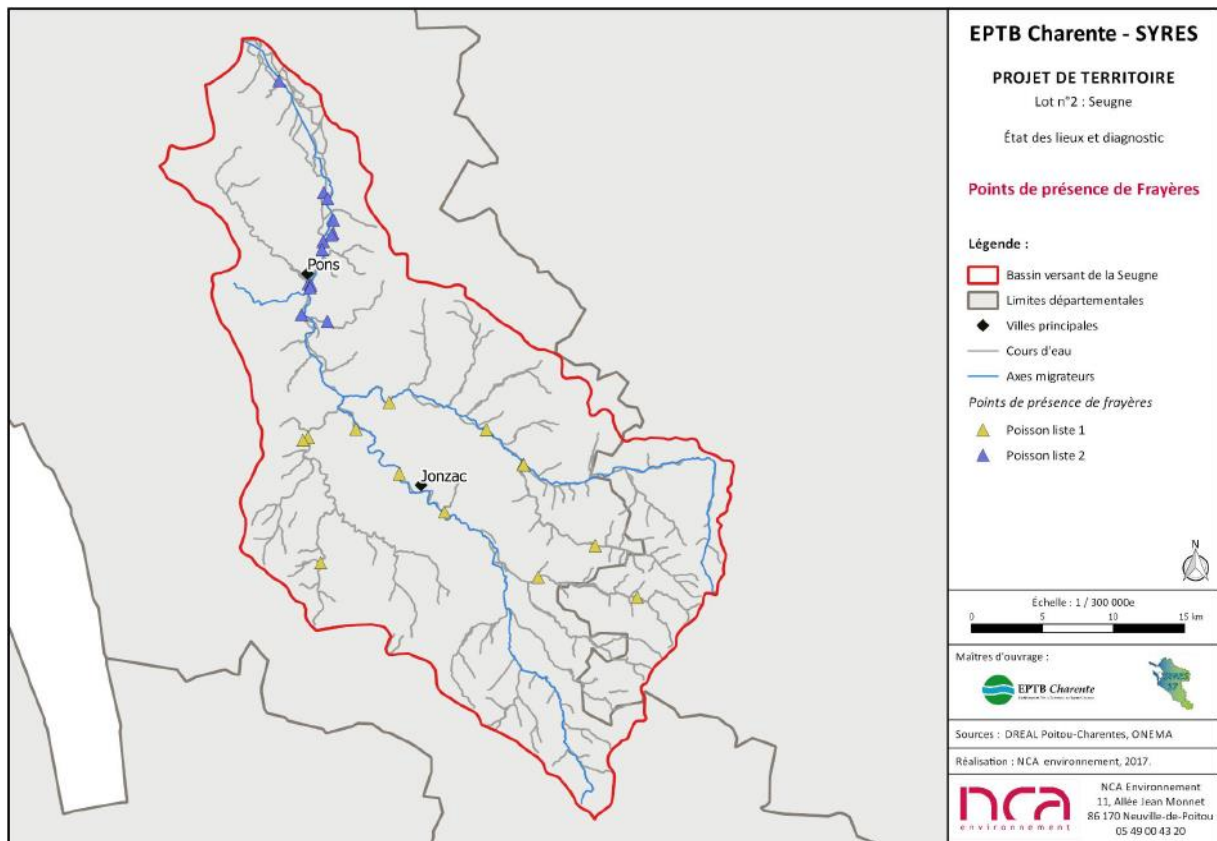 Pons
Jonzac
EPTB Charente - SYRES
PROJET DE TERRITOIRE
Lot n°2 : Seugne
État des lieux et diagnostic
Points de présence de Frayères
Légende :
Bassin versant de la Seugne
Limites départementales
Villes principales
Cours d'eau
Axes migrateurs
Points de présence de frayères
Poisson liste 1
Poisson liste 2
N
Échelle : 1 / 300 000e
0 5 10 15 km
Maîtres d'ouvrage :
EPTB Charente
Sources : DREAL Poitou-Charentes, ONEMA
Réalisation : NCA environnement, 2017.
nca
environnement
NCA Environnement
11, Allée Jean Monnet
86 170 Neuville-de-Poitou
05 49 00 43 20